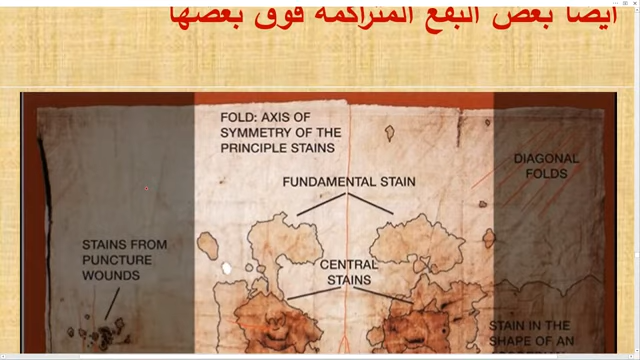 ايضا بعض البقع المتراكمة فوق بعضها
FOLD: AXIS OF
SYMMETRY OF THE
PRINCIPLE STAINS
DIAGONAL
FOLDS
FUNDAMENTAL STAIN
STAINS FROM
PUNCTURE
WOUNDS
CENTRAL
STAINS
STAIN IN THE
SHAPE OF AN